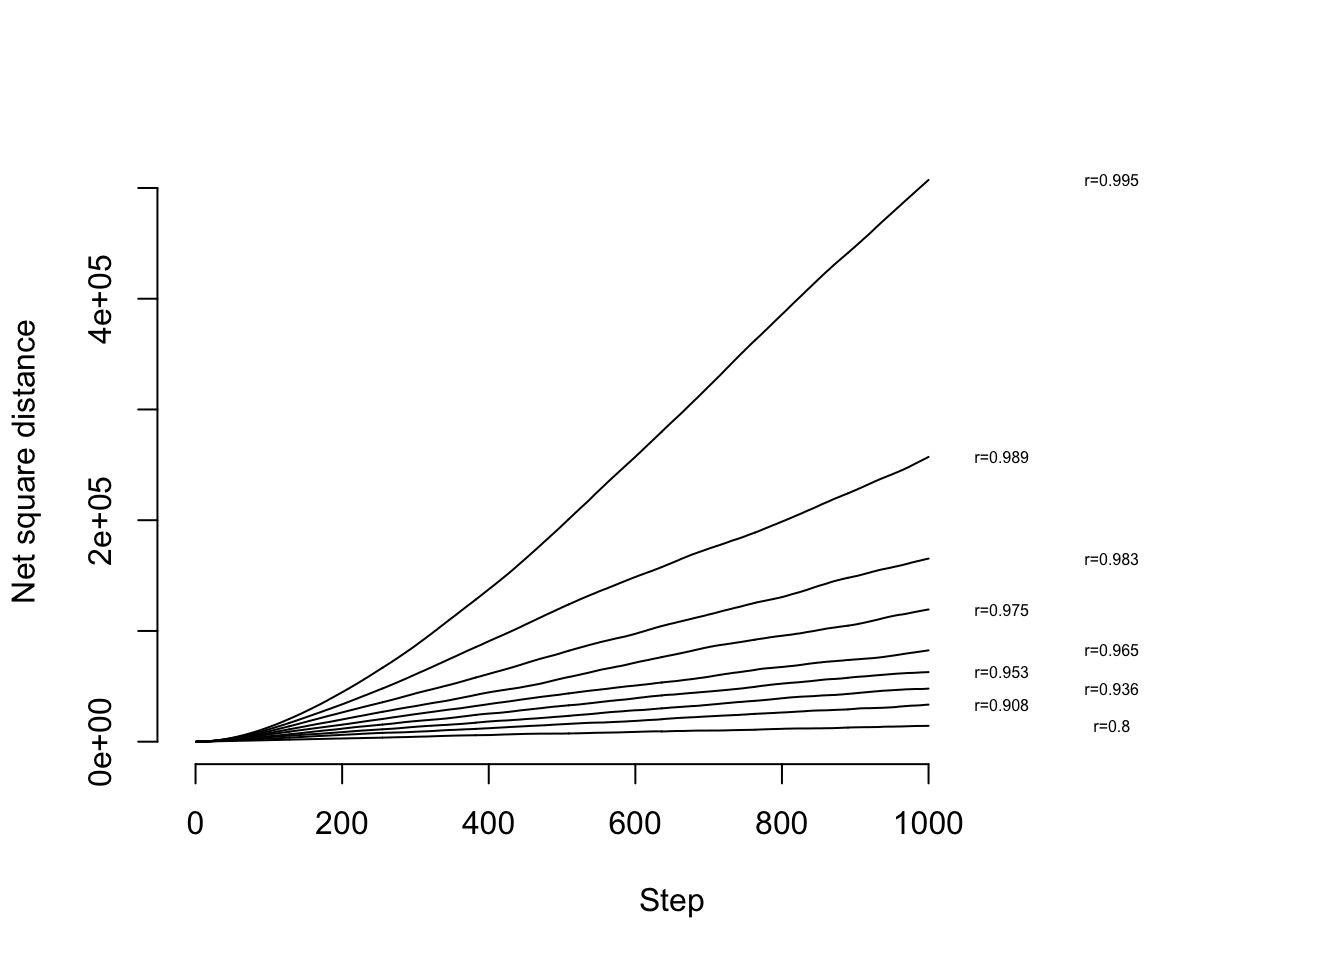 r=0.995
4e+05
r=0.989
2e+05
r=0.983
r=0.975
r=0.965
r=0.953
r=0.936
r=0.908
r=0.8
0e+00
Net square distance
0 200 400 600 800 1000
Step